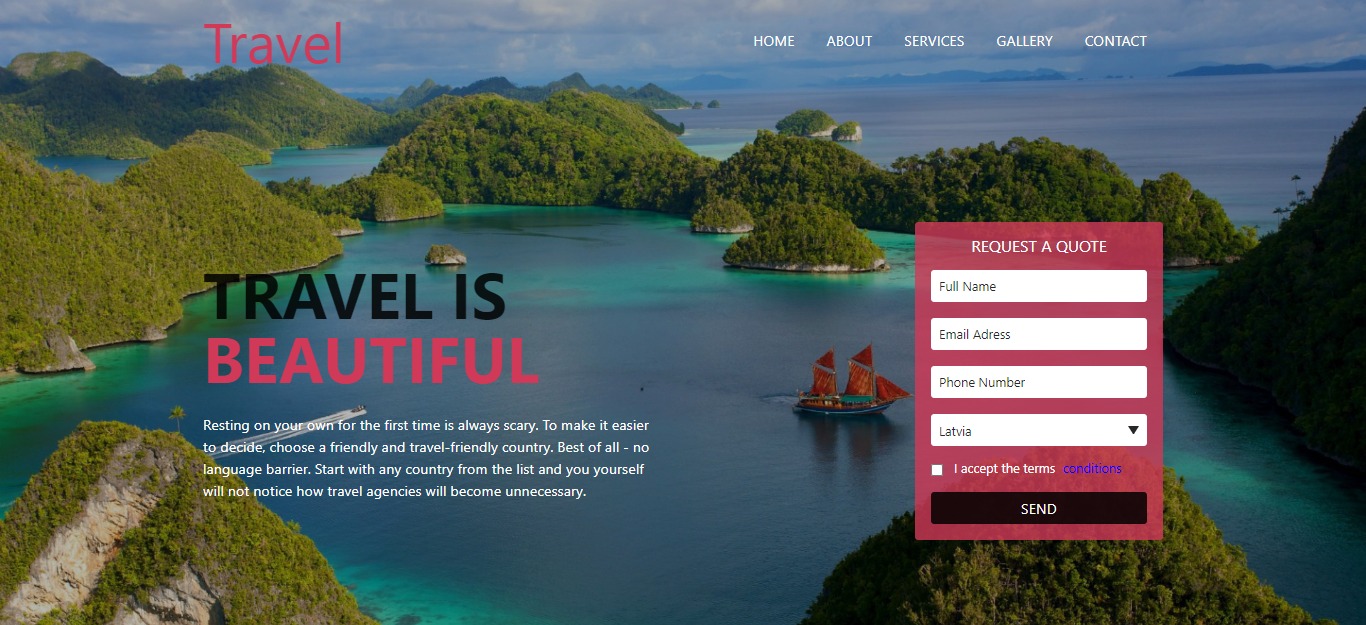 Travel
HOME ABOUT SERVICES GALLERY CONTACT
TRAVEL IS
BEAUTIFUL
Resting on your own for the first time is always scary. To make it easier
to decide, choose a friendly and travel-friendly country. Best of all - no
language barrier. Start with any country from the list and you yourself
will not notice how travel agencies will become unnecessary.
REQUEST A QUOTE
Full Name
Email Adress
Phone Number
Latvia
I accept the terms conditions
SEND